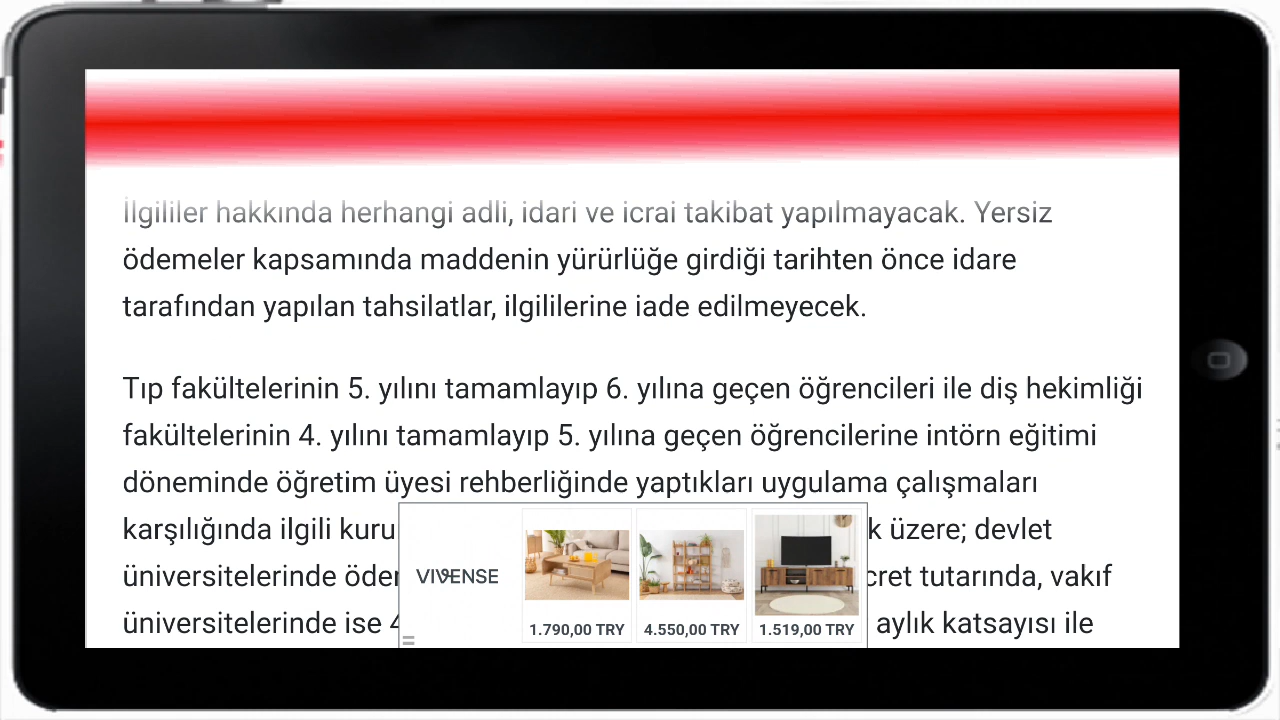 İlgililer hakkında herhangi adli, idari ve icrai takibat yapılmayacak. Yersiz
ödemeler kapsamında maddenin yürürlüğe girdiği tarihten önce idare
tarafından yapılan tahsilatlar, ilgililerine iade edilmeyecek.
Tıp fakültelerinin 5. yılını tamamlayıp 6. yılına geçen öğrencileri ile diş hekimliği
fakültelerinin 4. yılını tamamlayıp 5. yılına geçen öğrencilerine intörn eğitimi
döneminde öğretim üyesi rehberliğinde yaptıkları uygulama çalışmaları
karşılığında ilgili üzere; devlet
üniversitelerinde tutarında, vakıf
üniversitelerinde ise aylık katsayısı ile
VIVENSE
1.790,00 TRY 4.550,00 TRY 1.519,00 TRY